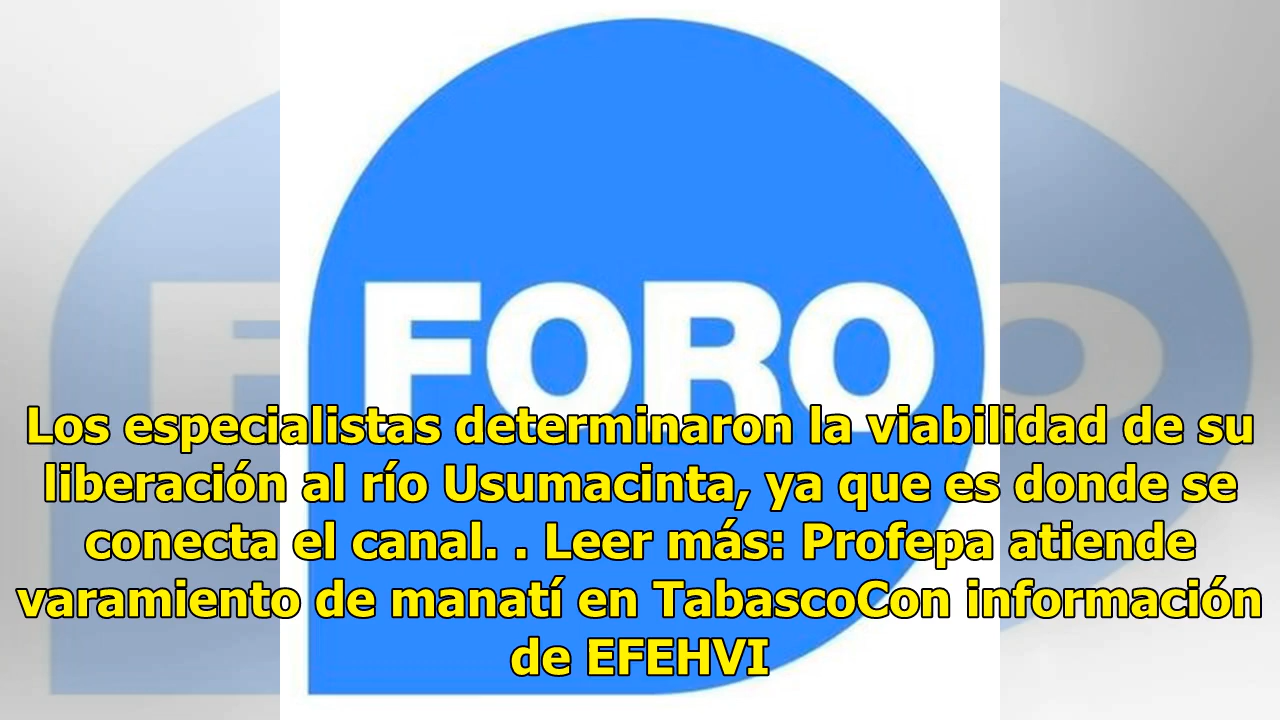 FORO
Los especialistas determinaron la viabilidad de su
liberación al río Usumacinta, ya que es donde se
conecta el canal. . Leer más: Profepa atiende
varamiento de manatí en TabascoCon información
de EFEHVI